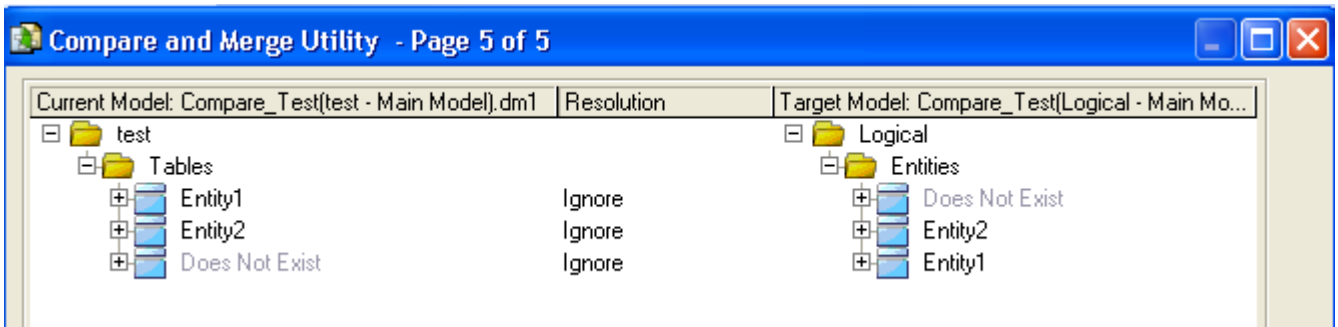 Compare and Merge Utility - Page 5 of 5
Current Model: Compare_Test(test - Main Model).dm1 Resolution Target Model: Compare_Test(Logical - Main Mo...
test Logical
Tables Entities
Entity1 Ignore Does Not Exist
Entity2 Ignore Entity2
Does Not Exist Ignore Entity1